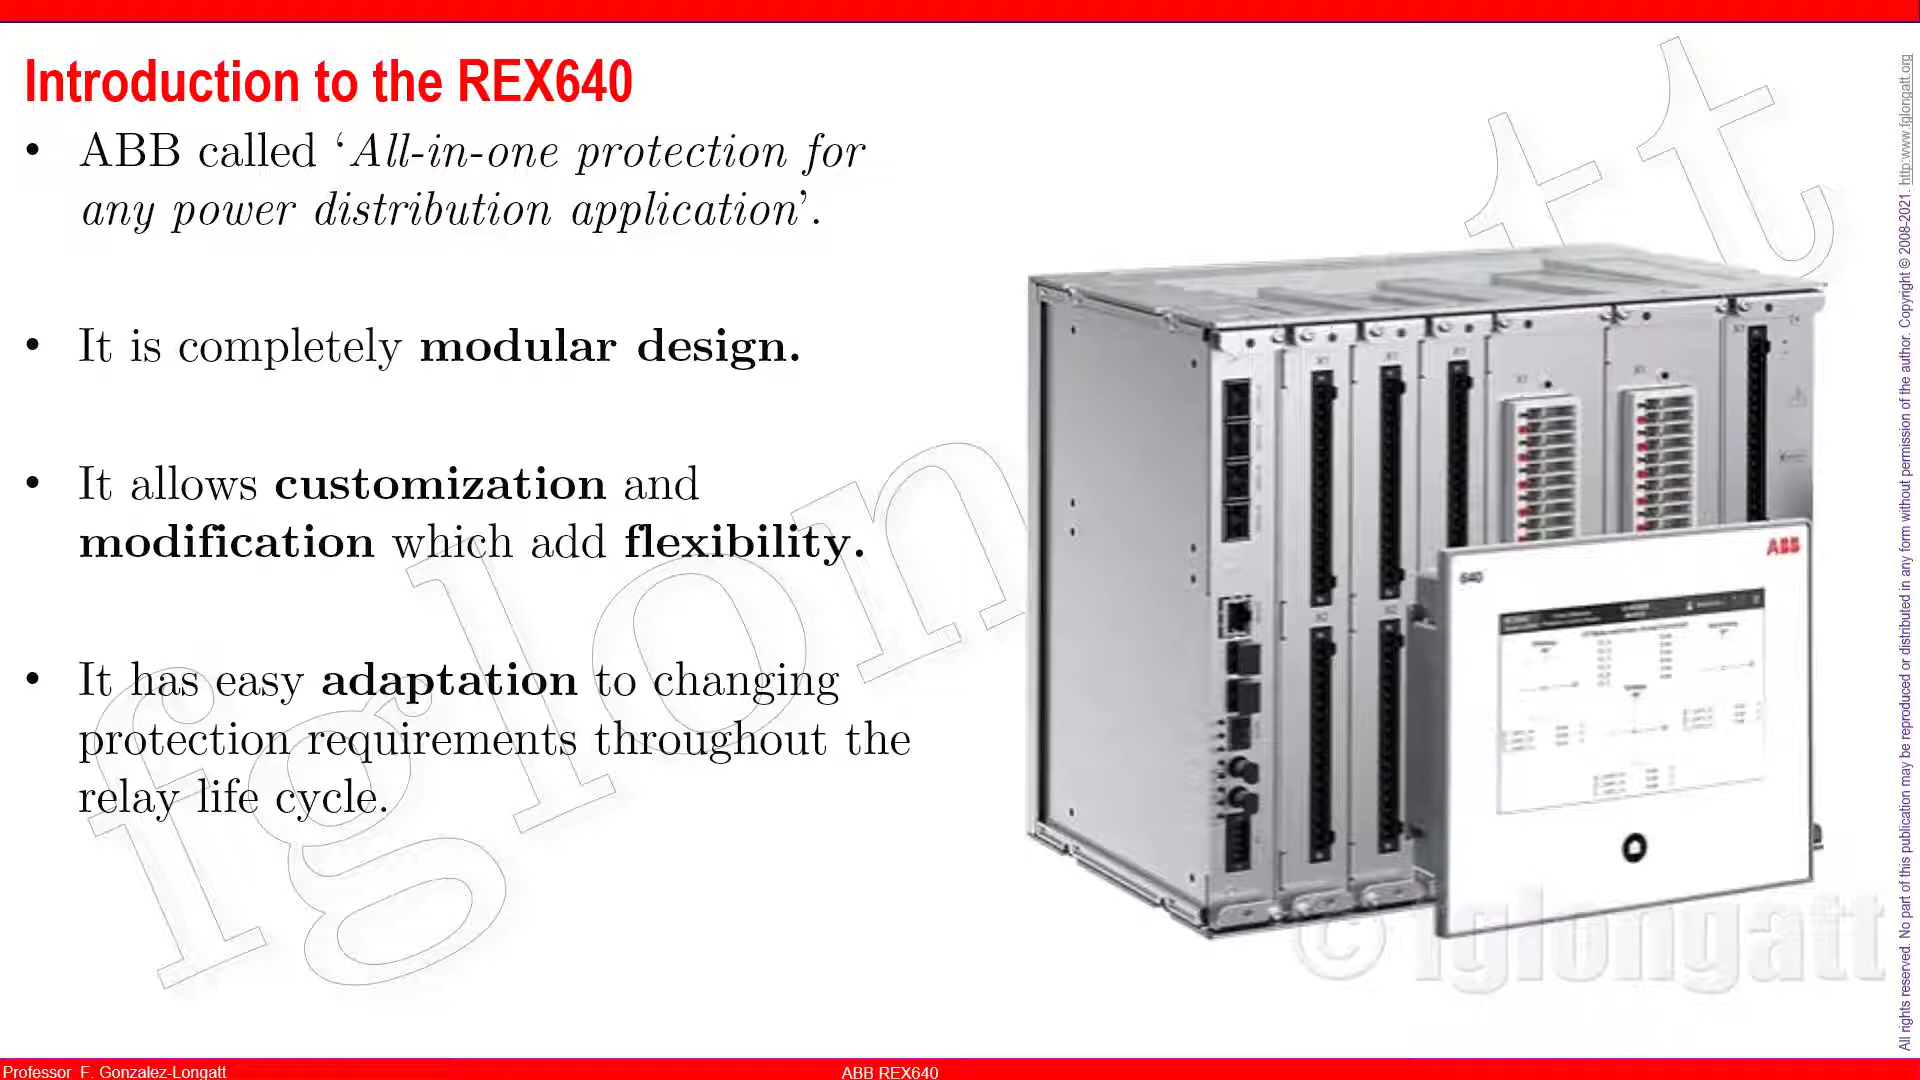 Introduction to the REX640
• ABB called ‘All-in-one protection for
any power distribution application’.
• It is completely modular design.
• It allows customization and
modification which add flexibility.
• It has easy adaptation to changing
protection requirements throughout the
relay life cycle.
ABB
640
©fglongatt
All rights reserved. No part of this publication may be reproduced or distributed in any form without permission of the author. Copyright © 2008-2021. http:www.fglongatt.org
Professor F. Gonzalez-Longatt
ABB REX640